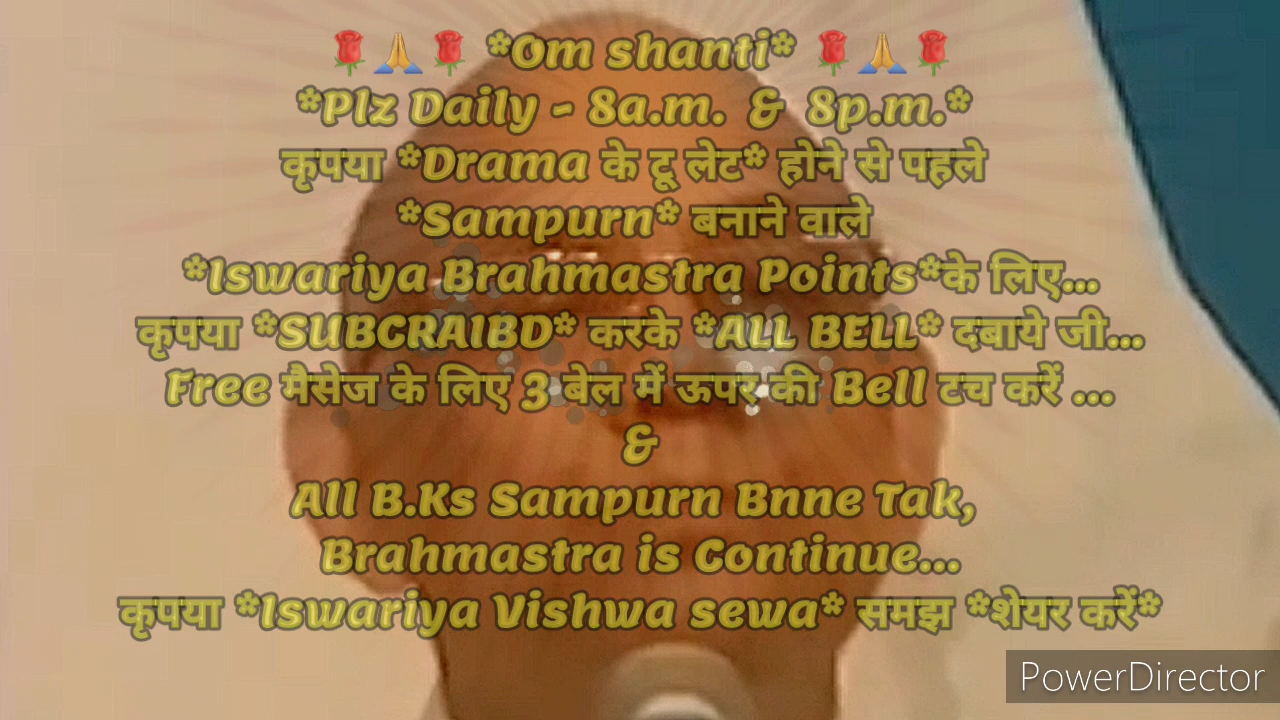 🌹🙏🌹 *Om shanti* 🌹🙏🌹
*Plz Daily - 8a.m. & 8p.m.*
कृपया *Drama के टू लेट* होने से पहले
*Sampurn* बनाने वाले
*Iswariya Brahmastra Points*के लिए...
कृपया *SUBCRAIBD* करके *ALL BELL* दबाये जी...
Free मैसेज के लिए 3 बेल में ऊपर की Bell टच करें ...
&
All B.Ks Sampurn Bnne Tak,
Brahmastra is Continue...
कृपया *Iswariya Vishwa sewa* समझ *शेयर करें*
PowerDirector